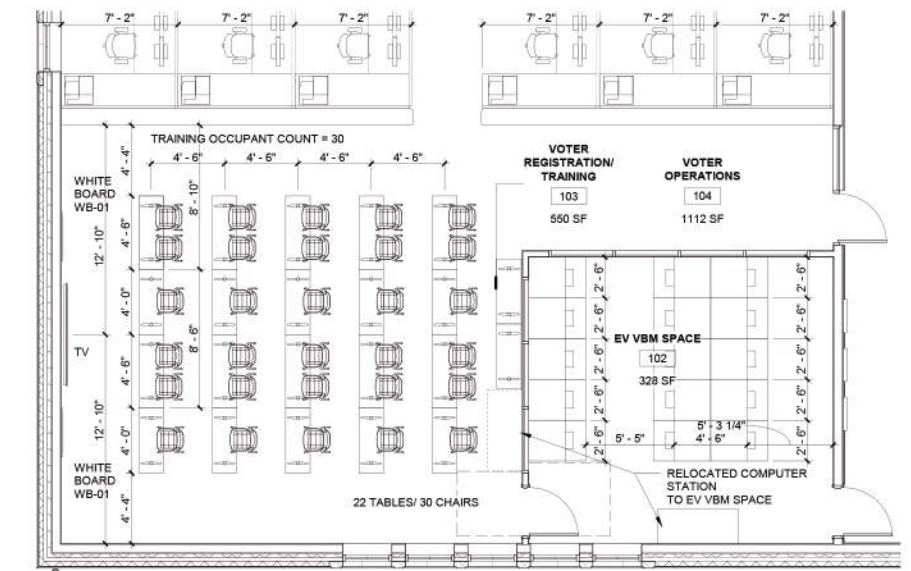 7' - 2" 7' - 2" 7' - 2" 7' - 2" 7' - 2" 7' - 2"
TRAINING OCCUPANT COUNT = 30
4' - 6" 4' - 6" 4' - 6" 4' - 6"
4' - 4"
WHITE
BOARD
WB-01
12' - 10"
4' - 6"
8' - 10"
4' - 0"
VOTER
REGISTRATION/
TRAINING
103
550 SF
VOTER
OPERATIONS
104
1112 SF
TV
4' - 6"
8' - 6"
12' - 10"
4' - 0"
WHITE
BOARD
WB-01
4' - 4"
22 TABLES/ 30 CHAIRS
2' - 6" 2' - 6"
2' - 6" 2' - 6"
EV VBM SPACE
102
328 SF
2' - 6" 2' - 6"
2' - 6" 2' - 6"
2' - 6" 2' - 6"
5' - 3 1/4"
5' - 5" 4' - 6"
RELOCATED COMPUTER
STATION
TO EV VBM SPACE